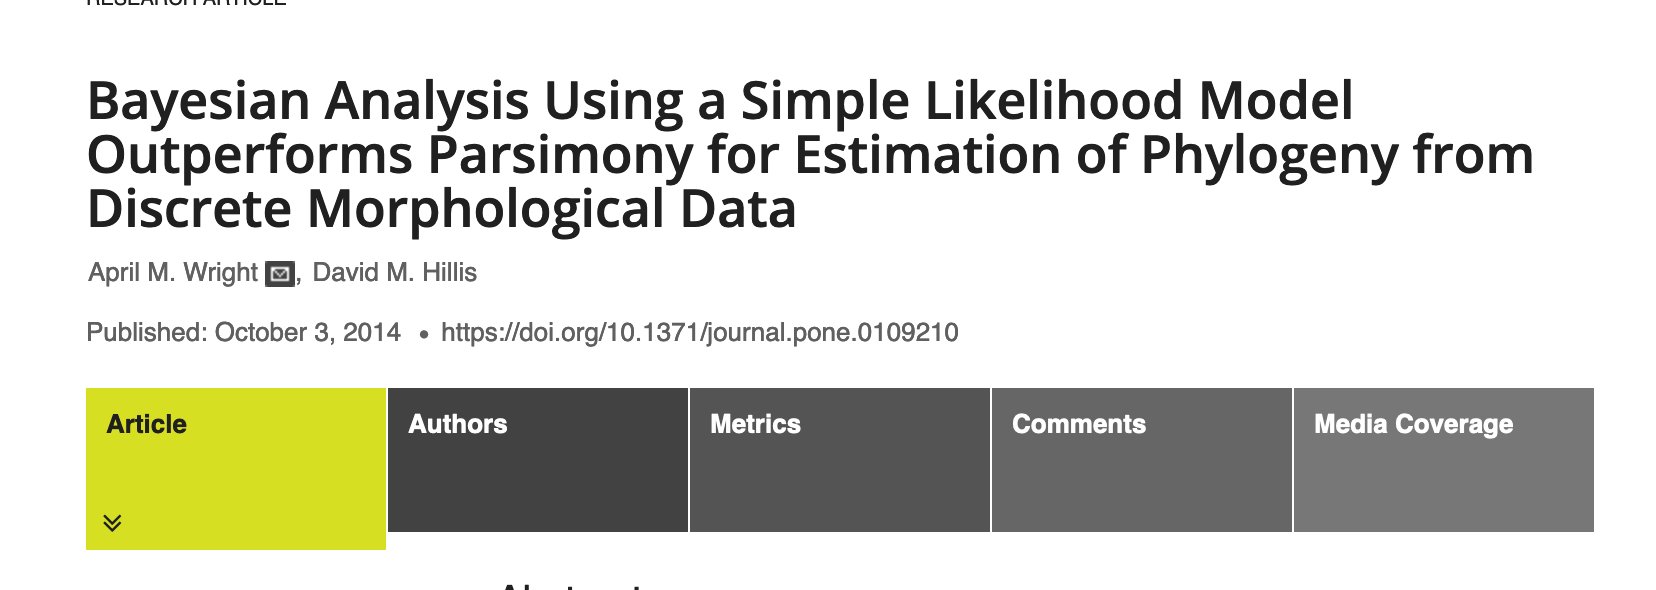 RESEARCH ARTICLE
Bayesian Analysis Using a Simple Likelihood Model
Outperforms Parsimony for Estimation of Phylogeny from
Discrete Morphological Data
April M. Wright, David M. Hillis
Published: October 3, 2014 • https://doi.org/10.1371/journal.pone.0109210
Article
Authors
Metrics
Comments
Media Coverage